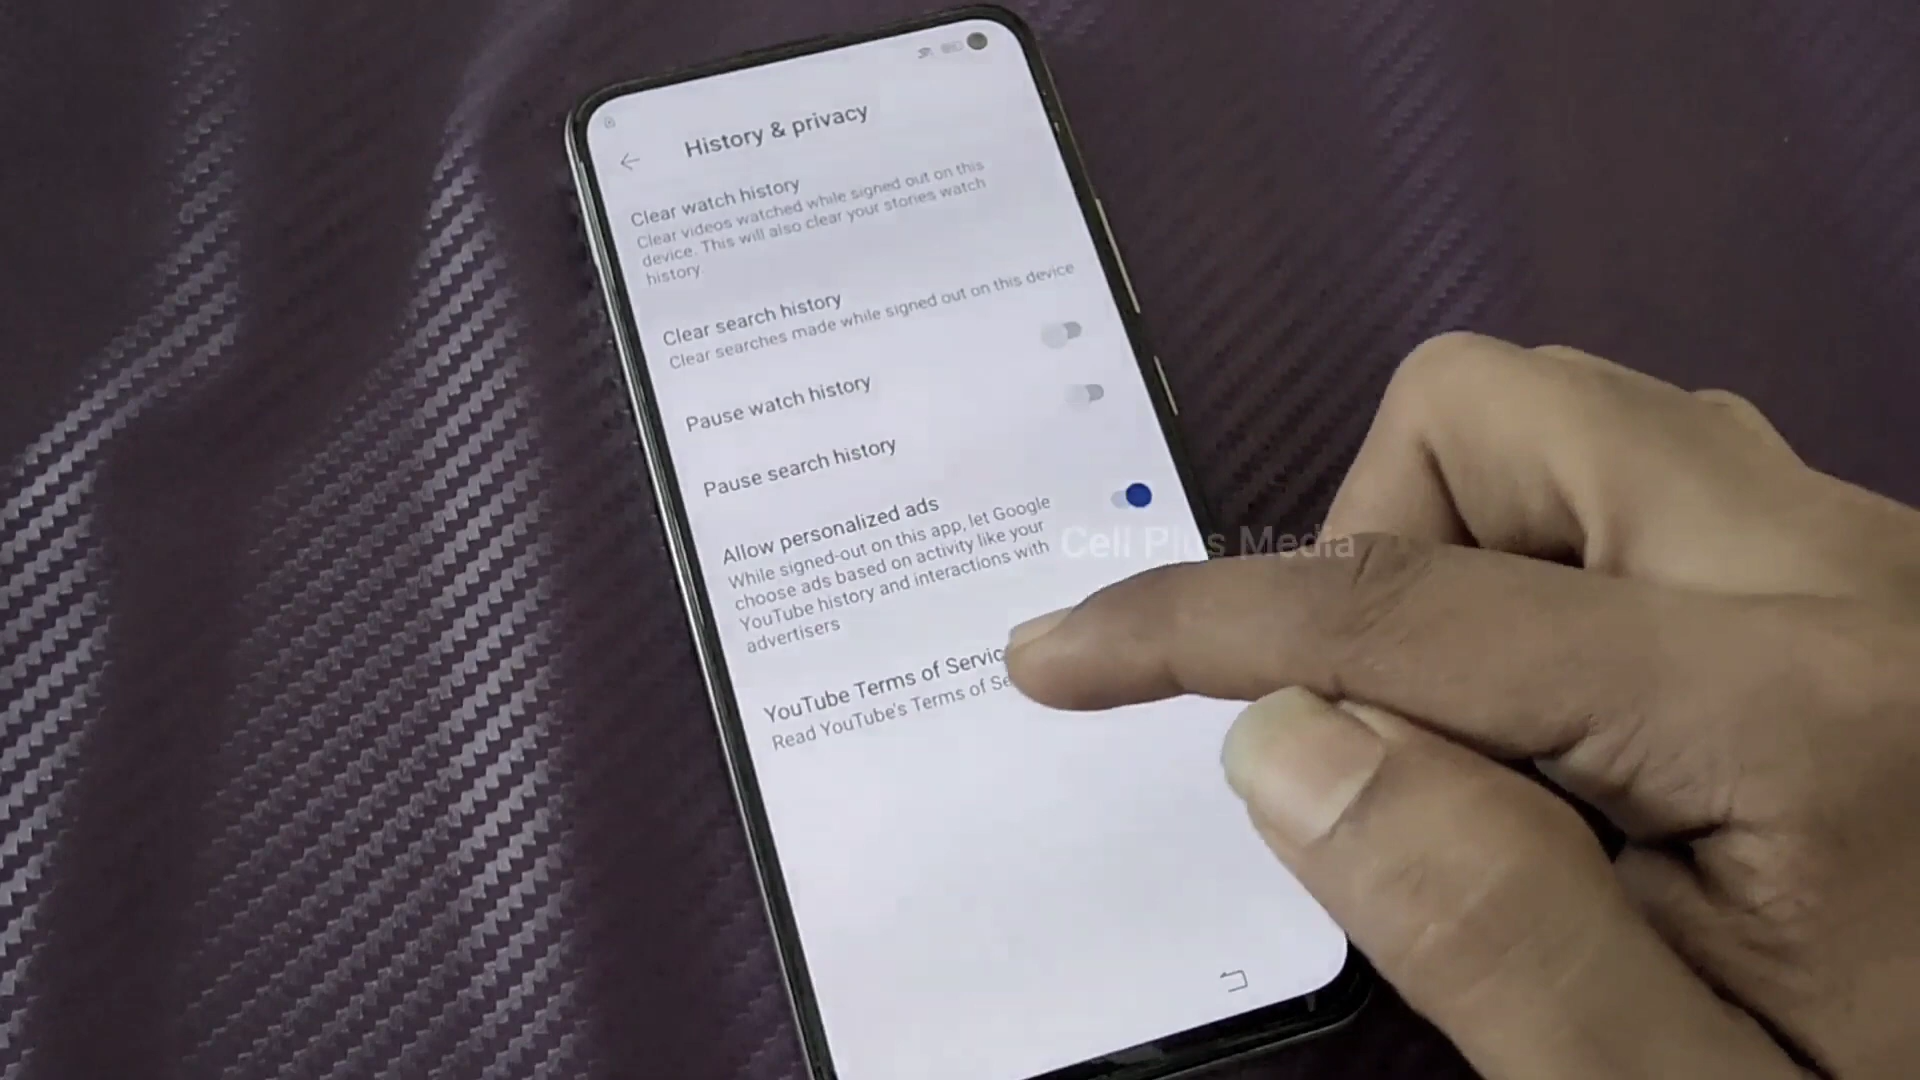 History & privacy
Clear watch history
Clear videos watched while signed out on this
device. This will also clear your stories watch
history.
Clear search history
Clear searches made while signed out on this device
Pause watch history
Pause search history
Allow personalized ads
While signed-out on this app, let Google
choose ads based on activity like your
YouTube history and interactions with
advertisers
Cell Plus Media
YouTube Terms of Servic
Read YouTube's Terms of Se